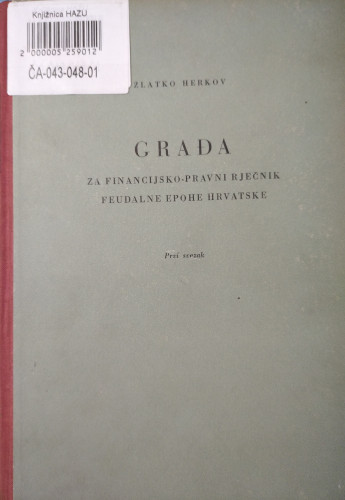 Knjižnica HAZU
2 000005 259012
ČA-043-048-01
ZLATKO HERKOV
GRAĐA
ZA FINANCIJSKO-PRAVNI RJEČNIK
FEUDALNE EPOHE HRVATSKE
Prvi svezak